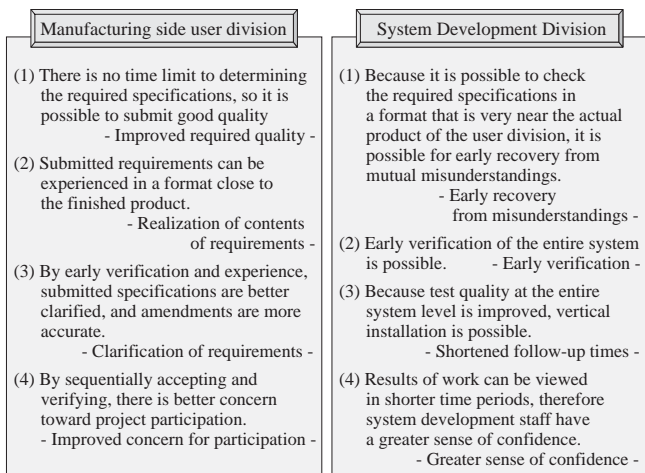 Manufacturing side user division
(1) There is no time limit to determining
the required specifications, so it is
possible to submit good quality
- Improved required quality -
(2) Submitted requirements can be
experienced in a format close to
the finished product.
- Realization of contents
of requirements -
(3) By early verification and experience,
submitted specifications are better
clarified, and amendments are more
accurate.
- Clarification of requirements -
(4) By sequentially accepting and
verifying, there is better concern
toward project participation.
- Improved concern for participation -
System Development Division
(1) Because it is possible to check
the required specifications in
a format that is very near the actual
product of the user division, it is
possible for early recovery from
mutual misunderstandings.
- Early recovery
from misunderstandings -
(2) Early verification of the entire system
is possible. - Early verification -
(3) Because test quality at the entire
system level is improved, vertical
installation is possible.
- Shortened follow-up times -
(4) Results of work can be viewed
in shorter time periods, therefore
system development staff have
a greater sense of confidence.
- Greater sense of confidence -